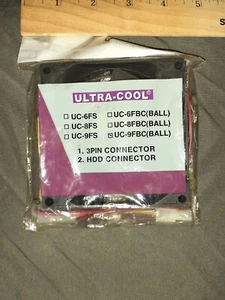 ULTRA-COOL®
UC-6FS UC-6FBC(BALL)
UC-8FS UC-8FBC(BALL)
UC-9FS UC-9FBC(BALL)
1. 3PIN CONNECTOR
2. HDD CONNECTOR